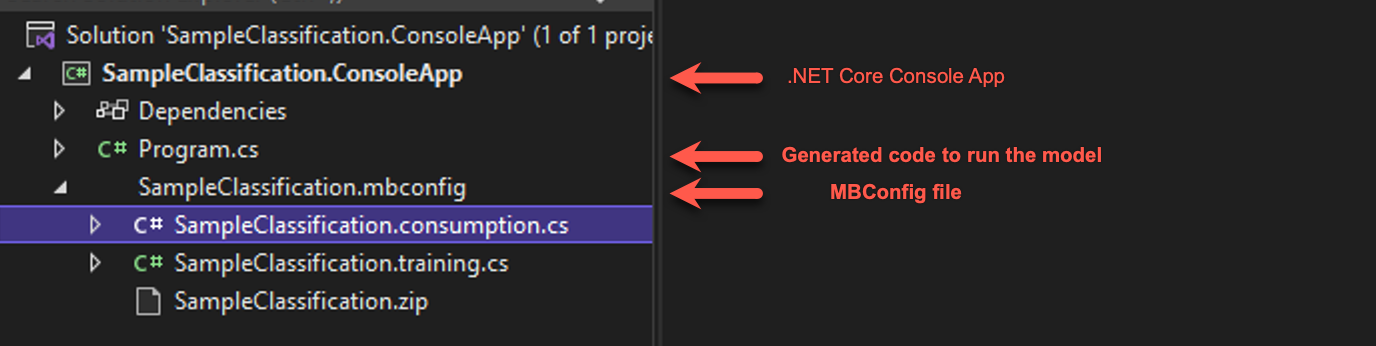 Solution 'SampleClassification.ConsoleApp' (1 of 1 proje
C# SampleClassification.ConsoleApp
.NET Core Console App
Dependencies
C# Program.cs
Generated code to run the model
SampleClassification.mbconfig
MBConfig file
C# SampleClassification.consumption.cs
C# SampleClassification.training.cs
SampleClassification.zip